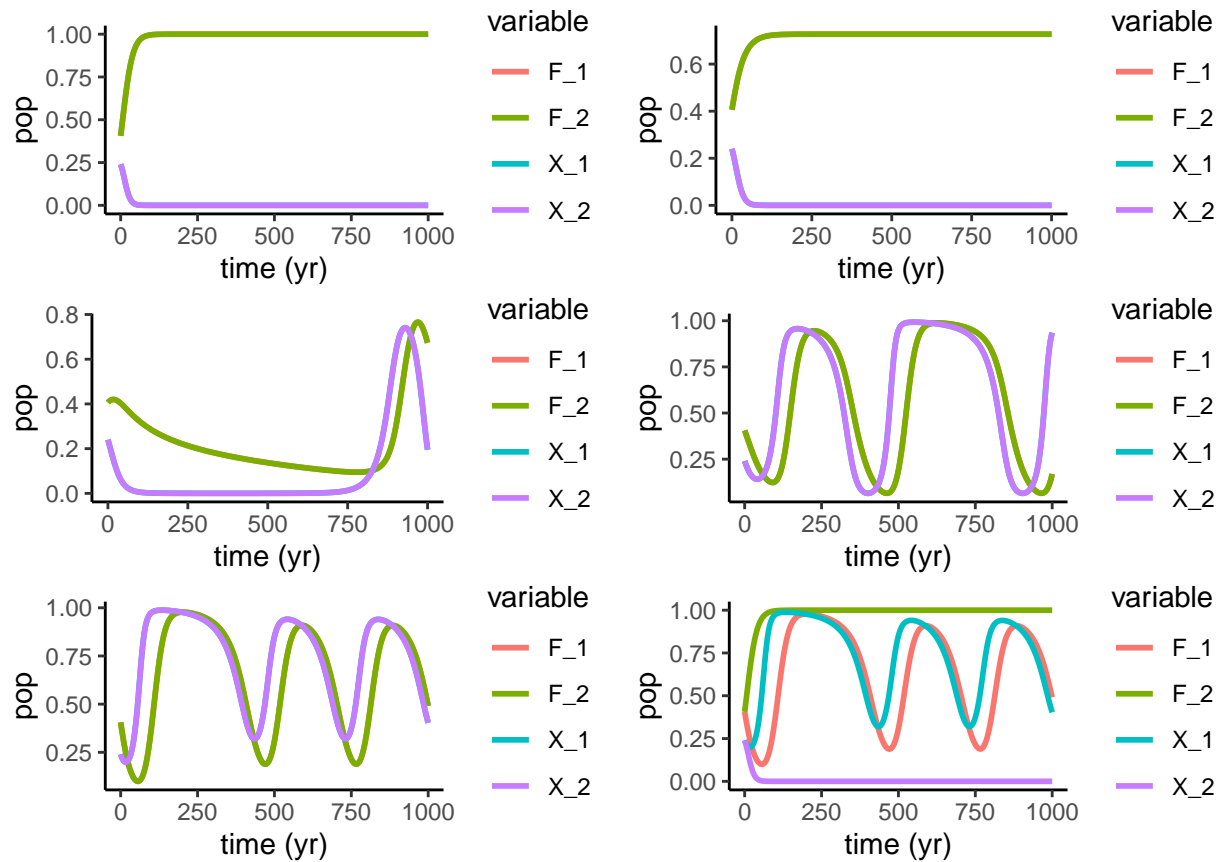 variable
1.00
0.75
0.50
0.25
0.00
pop
0 250 500 750 1000
time (yr)
F_1
F_2
X_1
X_2
variable
0.6
0.4
0.2
0.0
pop
0 250 500 750 1000
time (yr)
F_1
F_2
X_1
X_2
variable
0.8
0.6
0.4
0.2
0.0
pop
0 250 500 750 1000
time (yr)
F_1
F_2
X_1
X_2
variable
1.00
0.75
0.50
0.25
pop
0 250 500 750 1000
time (yr)
F_1
F_2
X_1
X_2
variable
1.00
0.75
0.50
0.25
pop
0 250 500 750 1000
time (yr)
F_1
F_2
X_1
X_2
variable
1.00
0.75
0.50
0.25
0.00
pop
0 250 500 750 1000
time (yr)
F_1
F_2
X_1
X_2